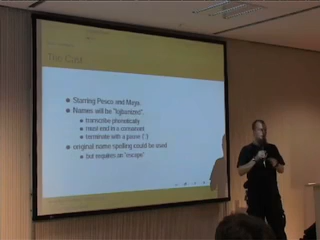 The Cast
Starring Pesco and Mugo.
Names will be "lojbanized":
transcribe phonetically
must end in a consonant
terminate with a pause (.)
original name spelling could be used
but requires an "escape"